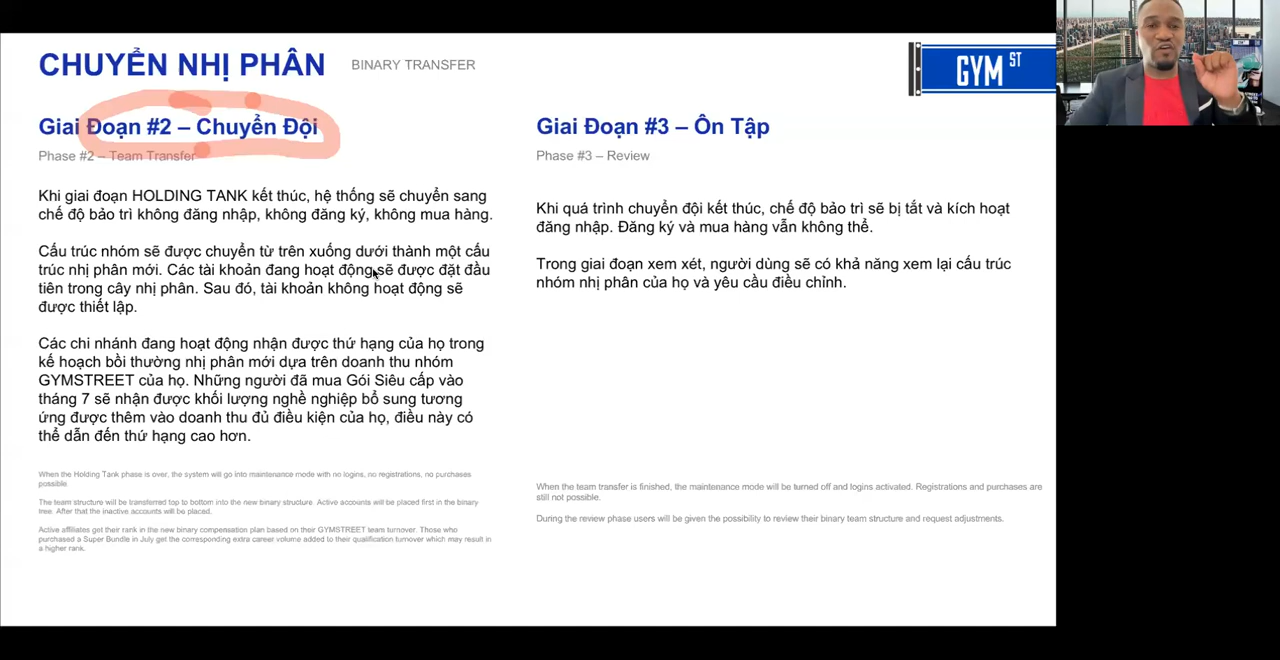 CHUYỂN NHỊ PHÂN
BINARY TRANSFER
GYM ST
Giai Đoạn #2 – Chuyển Đội
Phase #2 – Team Transfer
Khi giai đoạn HOLDING TANK kết thúc, hệ thống sẽ chuyển sang
chế độ bảo trì không đăng nhập, không đăng ký, không mua hàng.
Cấu trúc nhóm sẽ được chuyển từ trên xuống dưới thành một cấu
trúc nhị phân mới. Các tài khoản đang hoạt động sẽ được đặt đầu
tiên trong cây nhị phân. Sau đó, tài khoản không hoạt động sẽ
được thiết lập.
Các chi nhánh đang hoạt động nhận được thứ hạng của họ trong
kế hoạch bồi thường nhị phân mới dựa trên doanh thu nhóm
GYMSTREET của họ. Những người đã mua Gói Siêu cấp vào
tháng 7 sẽ nhận được khối lượng nghề nghiệp bổ sung tương
ứng được thêm vào doanh thu đủ điều kiện của họ, điều này có
thể dẫn đến thứ hạng cao hơn.
When the Holding Tank phase is over, the system will go into maintenance mode with no logins, no registrations, no purchases
possible.
The team structure will be transferred top to bottom into the new binary structure. Active accounts will be placed first in the binary
tree. After that the inactive accounts will be placed.
Active affiliates get their rank in the new binary compensation plan based on their GYMSTREET team turnover. Those who
purchased a Super Bundle in July get the corresponding extra career volume added to their qualification turnover which may result in
a higher rank.
Giai Đoạn #3 – Ôn Tập
Phase #3 – Review
Khi quá trình chuyển đội kết thúc, chế độ bảo trì sẽ bị tắt và kích hoạt
đăng nhập. Đăng ký và mua hàng vẫn không thể.
Trong giai đoạn xem xét, người dùng sẽ có khả năng xem lại cấu trúc
nhóm nhị phân của họ và yêu cầu điều chỉnh.
When the team transfer is finished, the maintenance mode will be turned off and logins activated. Registrations and purchases are
still not possible.
During the review phase users will be given the possibility to review their binary team structure and request adjustments.